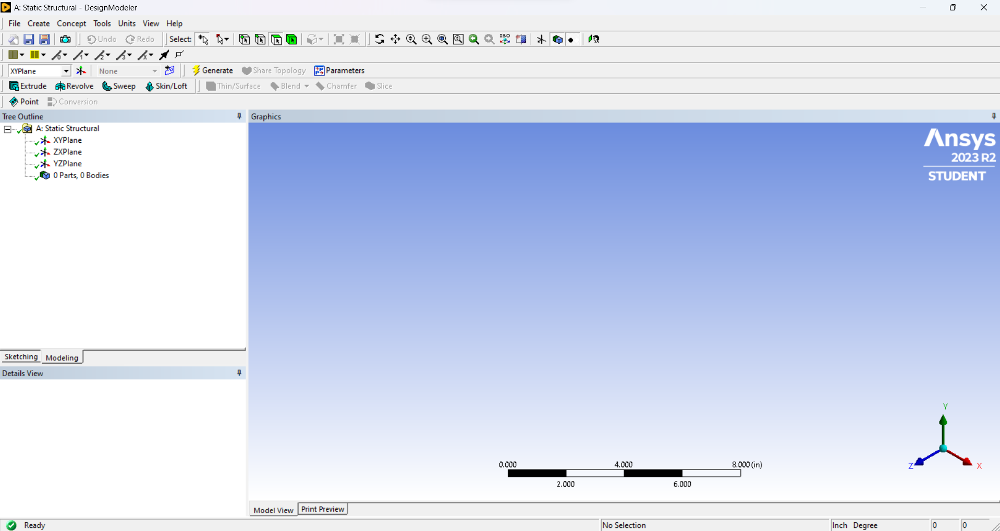 A: Static Structural - DesignModeler
File Create Concept Tools Units View Help
Undo Redo Select: ISO
XYPlane None Generate Share Topology Parameters
Extrude Revolve Sweep Skin/Loft Thin/Surface Blend Chamfer Slice
Point Conversion
Tree Outline
A: Static Structural
XYPlane
ZXPlane
YZPlane
0 Parts, 0 Bodies
Sketching Modeling
Details View
Graphics
Ansys
2023 R2
STUDENT
Y
Z X
0.000 4.000 8.000 (in)
2.000 6.000
Model View Print Preview
Ready No Selection Inch Degree 0 0